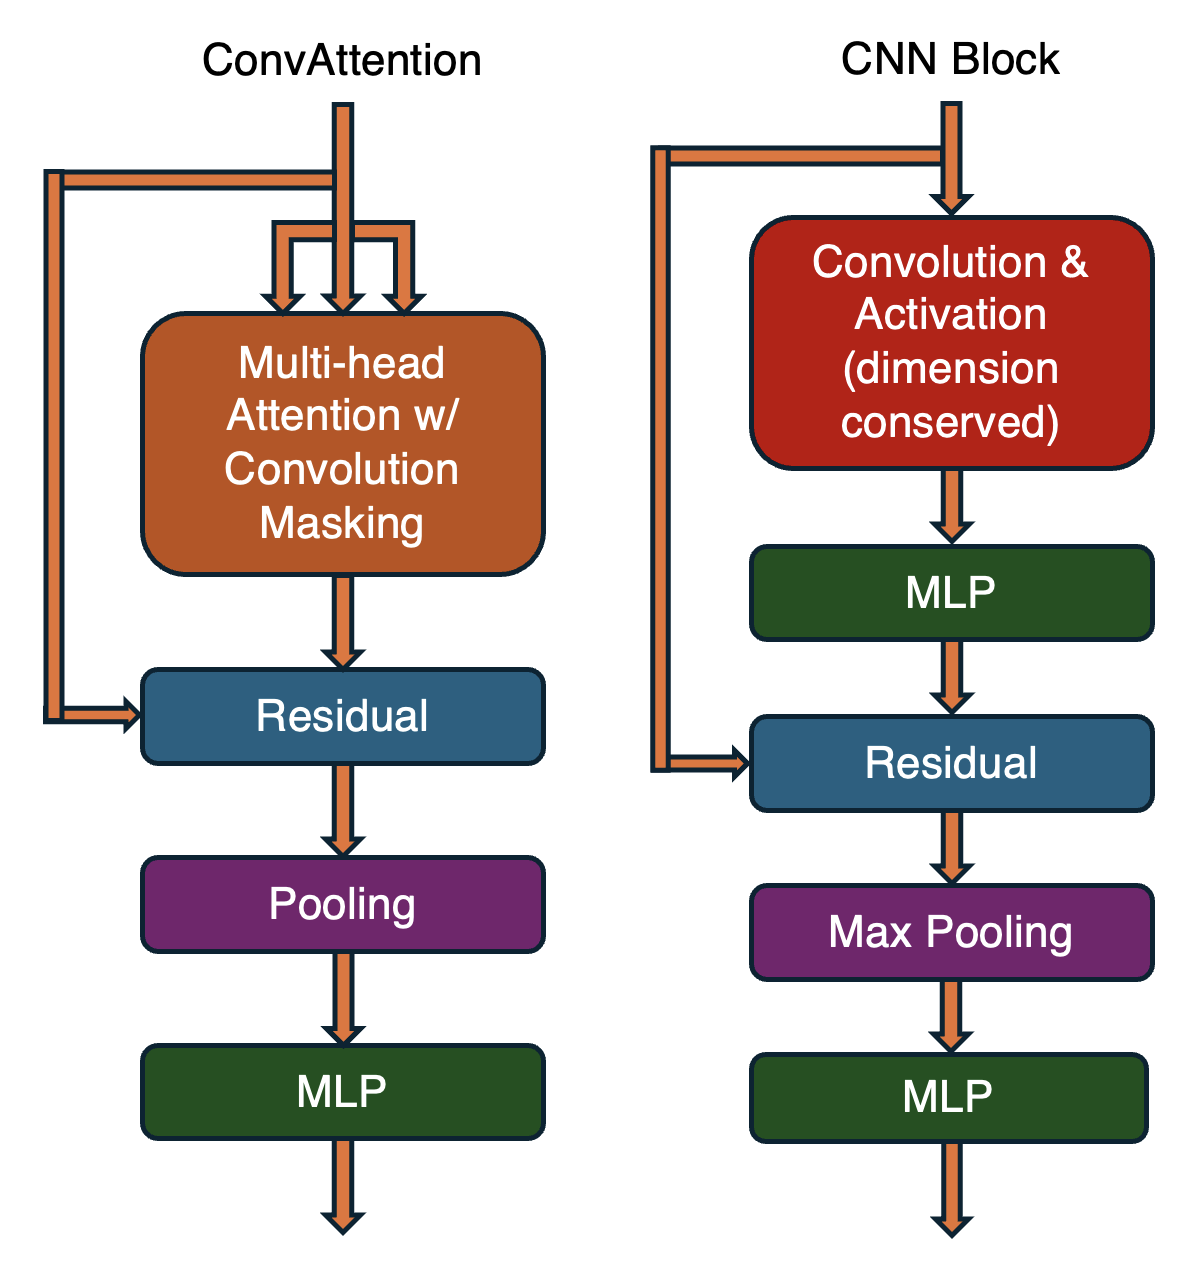 ConvAttention
Multi-head
Attention w/
Convolution
Masking
Residual
Pooling
MLP
CNN Block
Convolution &
Activation
(dimension
conserved)
MLP
Residual
Max Pooling
MLP